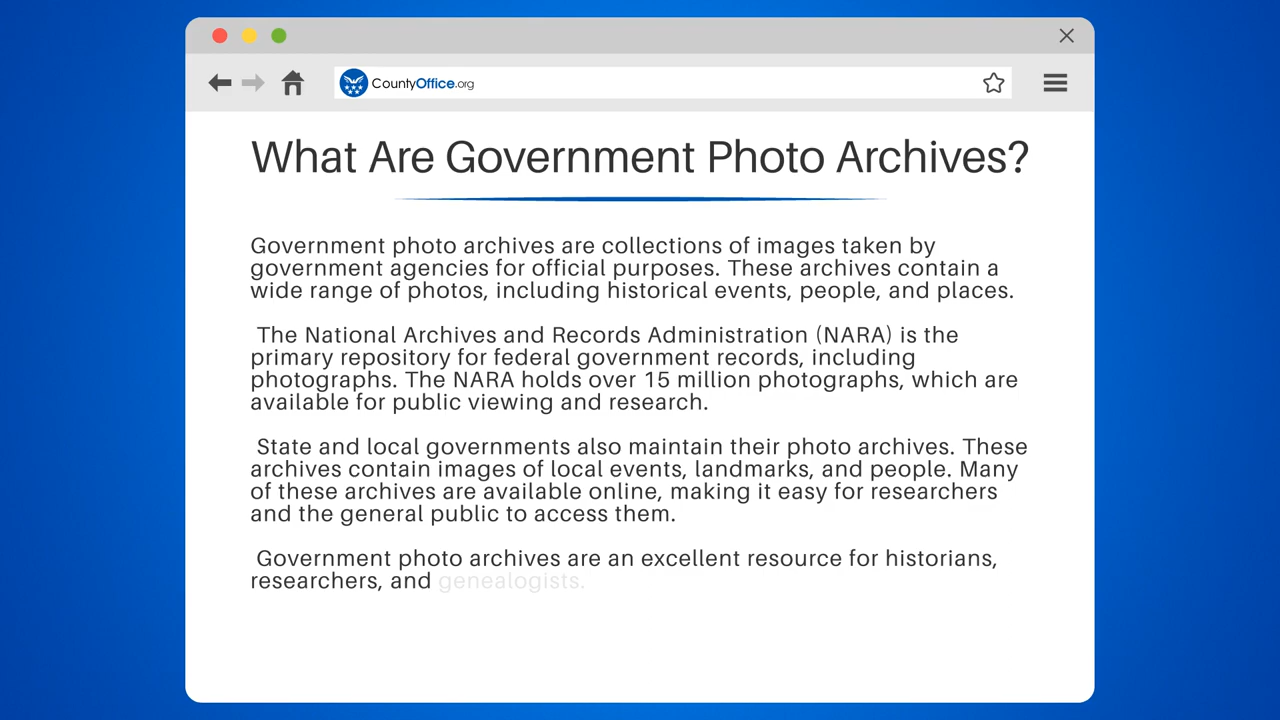 CountyOffice.org
What Are Government Photo Archives?
Government photo archives are collections of images taken by
government agencies for official purposes. These archives contain a
wide range of photos, including historical events, people, and places.
The National Archives and Records Administration (NARA) is the
primary repository for federal government records, including
photographs. The NARA holds over 15 million photographs, which are
available for public viewing and research.
State and local governments also maintain their photo archives. These
archives contain images of local events, landmarks, and people. Many
of these archives are available online, making it easy for researchers
and the general public to access them.
Government photo archives are an excellent resource for historians,
researchers, and genealogists.